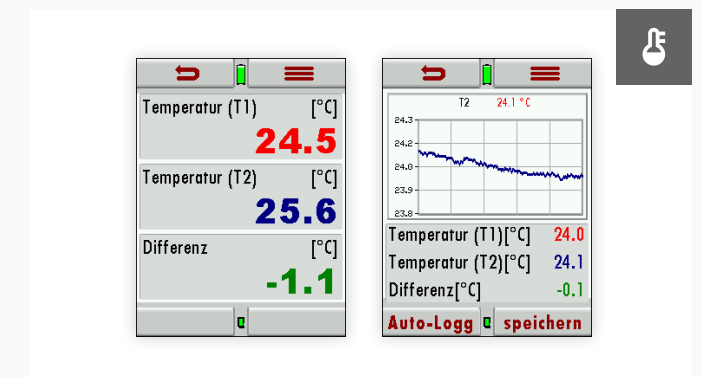 Temperatur (T1) [°C]
24.5
Temperatur (T2) [°C]
25.6
Differenz [°C]
-1.1
T2 24.1 °C
24.3
24.2
24.0
23.9
23.8
Temperatur (T1)[°C] 24.0
Temperatur (T2)[°C] 24.1
Differenz[°C] -0.1
Auto-Logg speichern